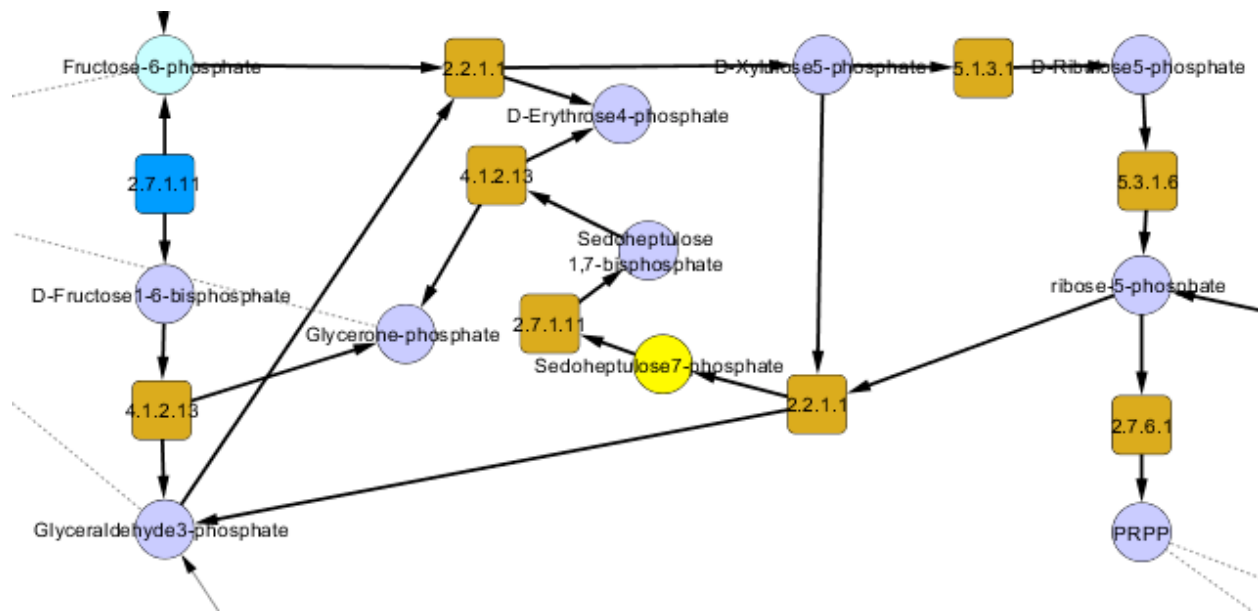 Fructose-6-phosphate
2.2.1.1
D-Xylulose5-phosphate
5.1.3.1
D-Ribulose5-phosphate
D-Erythrose4-phosphate
2.7.1.11
4.1.2.13
5.3.1.6
Sedoheptulose
1,7-bisphosphate
D-Fructose1-6-bisphosphate
ribose-5-phosphate
Glycerone-phosphate
2.7.1.11
Sedoheptulose7-phosphate
4.1.2.13
2.2.1.1
2.7.6.1
Glyceraldehyde3-phosphate
PRPP